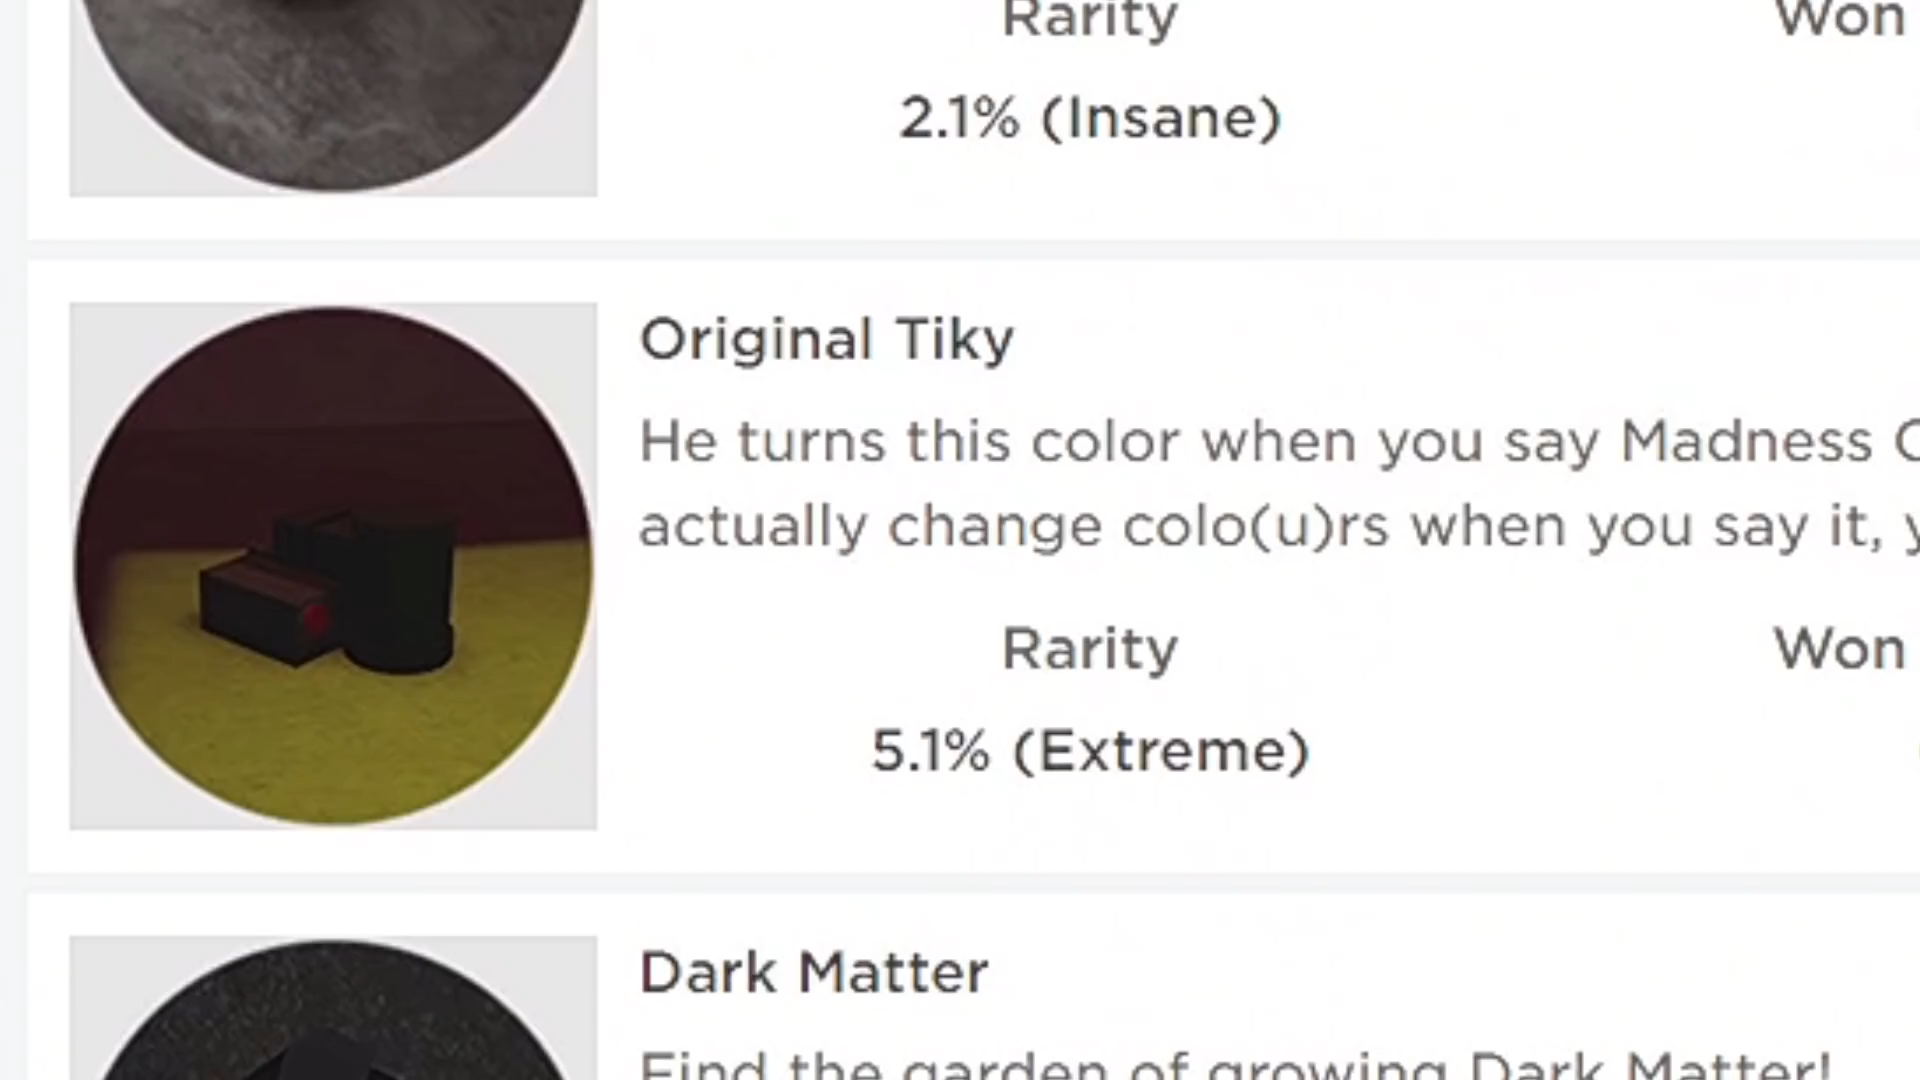 Rarity
Won
2.1% (Insane)
Original Tiky
He turns this color when you say Madness
actually change colo(u)rs when you say it,
Rarity
Won
5.1% (Extreme)
Dark Matter
Find the garden of growing Dark Matter!